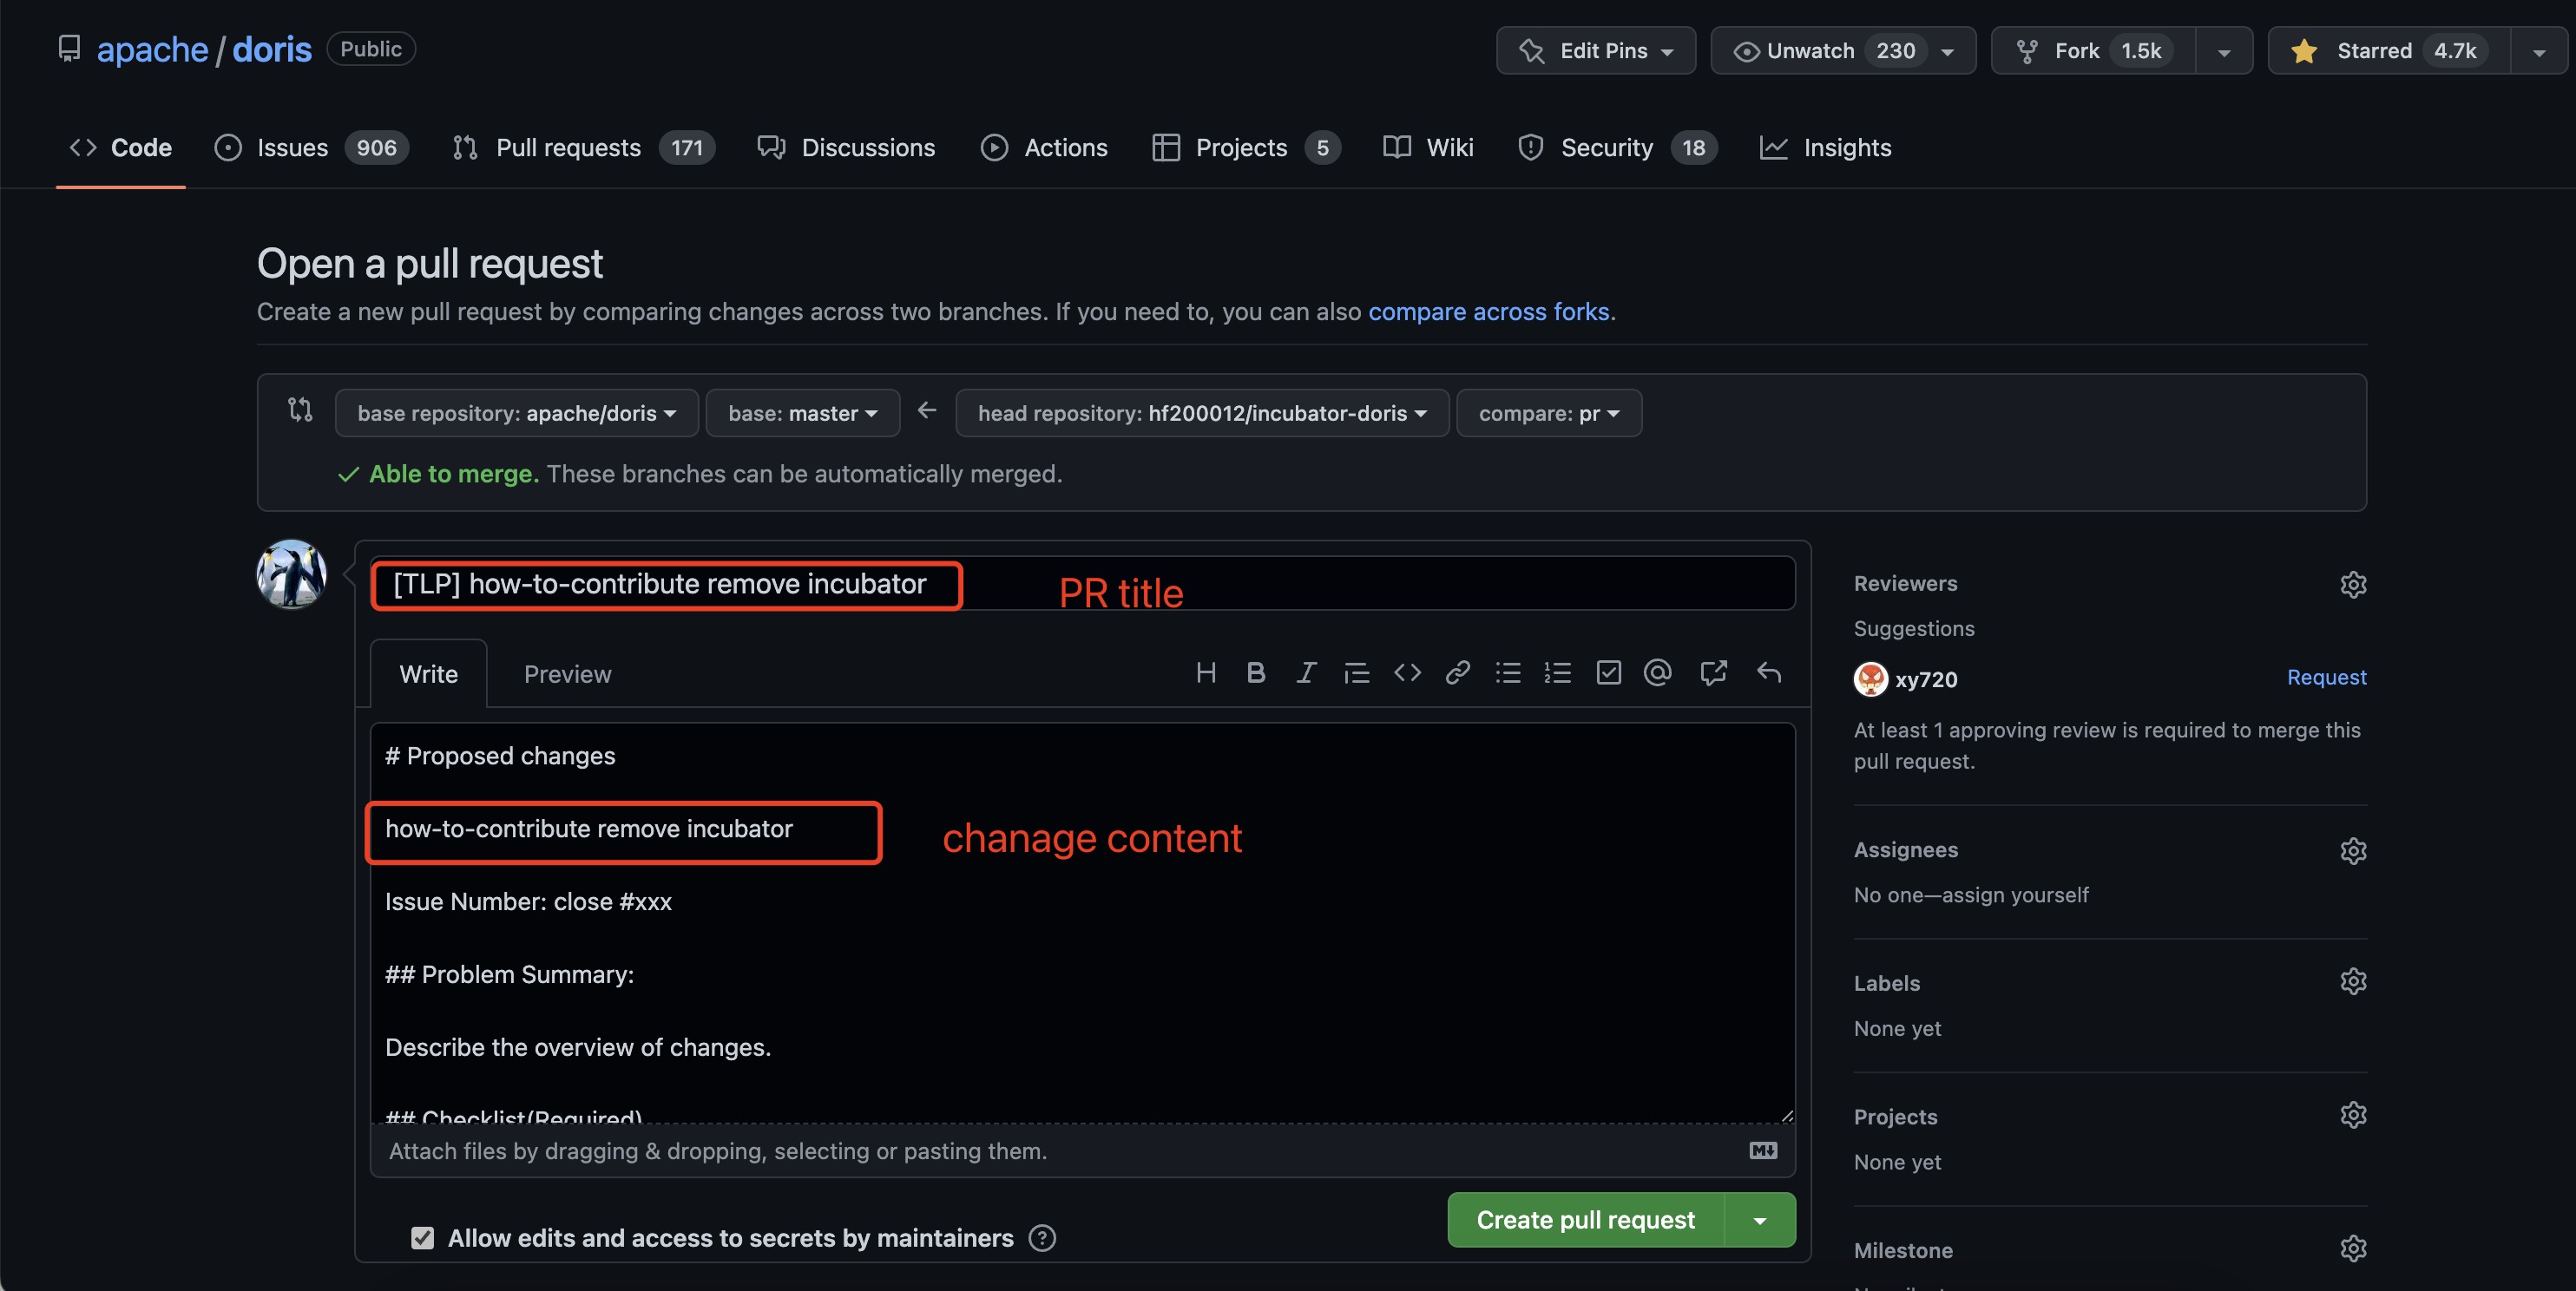 apache / doris Public Edit Pins Unwatch 230 Fork 1.5k Starred 4.7k
Code Issues 906 Pull requests 171 Discussions Actions Projects 5 Wiki Security 18 Insights
Open a pull request
Create a new pull request by comparing changes across two branches. If you need to, you can also compare across forks.
base repository: apache/doris base: master head repository: hf200012/incubator-doris compare: pr
Able to merge. These branches can be automatically merged.
[TLP] how-to-contribute remove incubator PR title
Write Preview
# Proposed changes
how-to-contribute remove incubator chanage content
Issue Number: close #xxx
## Problem Summary:
Describe the overview of changes.
## Checklist(Required)
Attach files by dragging & dropping, selecting or pasting them.
Allow edits and access to secrets by maintainers
Create pull request
Reviewers
Suggestions
xy720 Request
At least 1 approving review is required to merge this
pull request.
Assignees
No one—assign yourself
Labels
None yet
Projects
None yet
Milestone